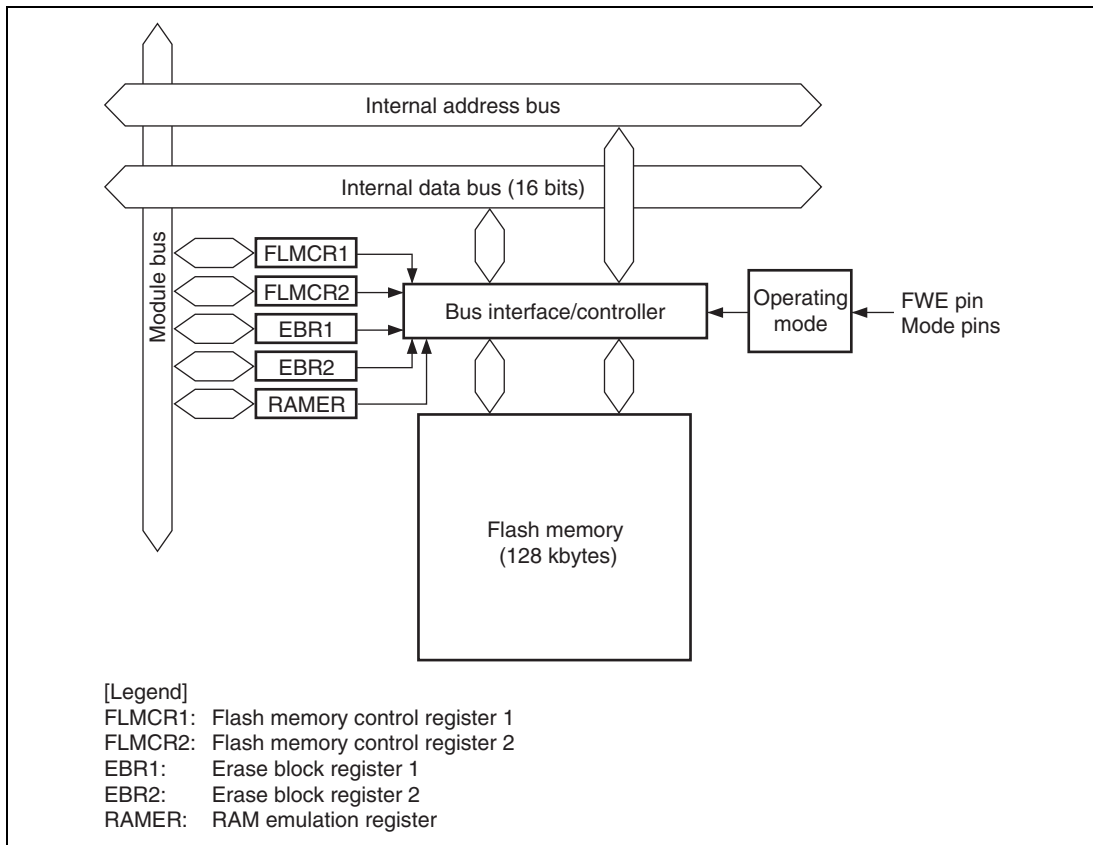 Internal address bus
Internal data bus (16 bits)
Module bus
FLMCR1
FLMCR2
EBR1
EBR2
RAMER
Bus interface/controller
Operating
mode
FWE pin
Mode pins
Flash memory
(128 kbytes)
[Legend]
FLMCR1: Flash memory control register 1
FLMCR2: Flash memory control register 2
EBR1: Erase block register 1
EBR2: Erase block register 2
RAMER: RAM emulation register